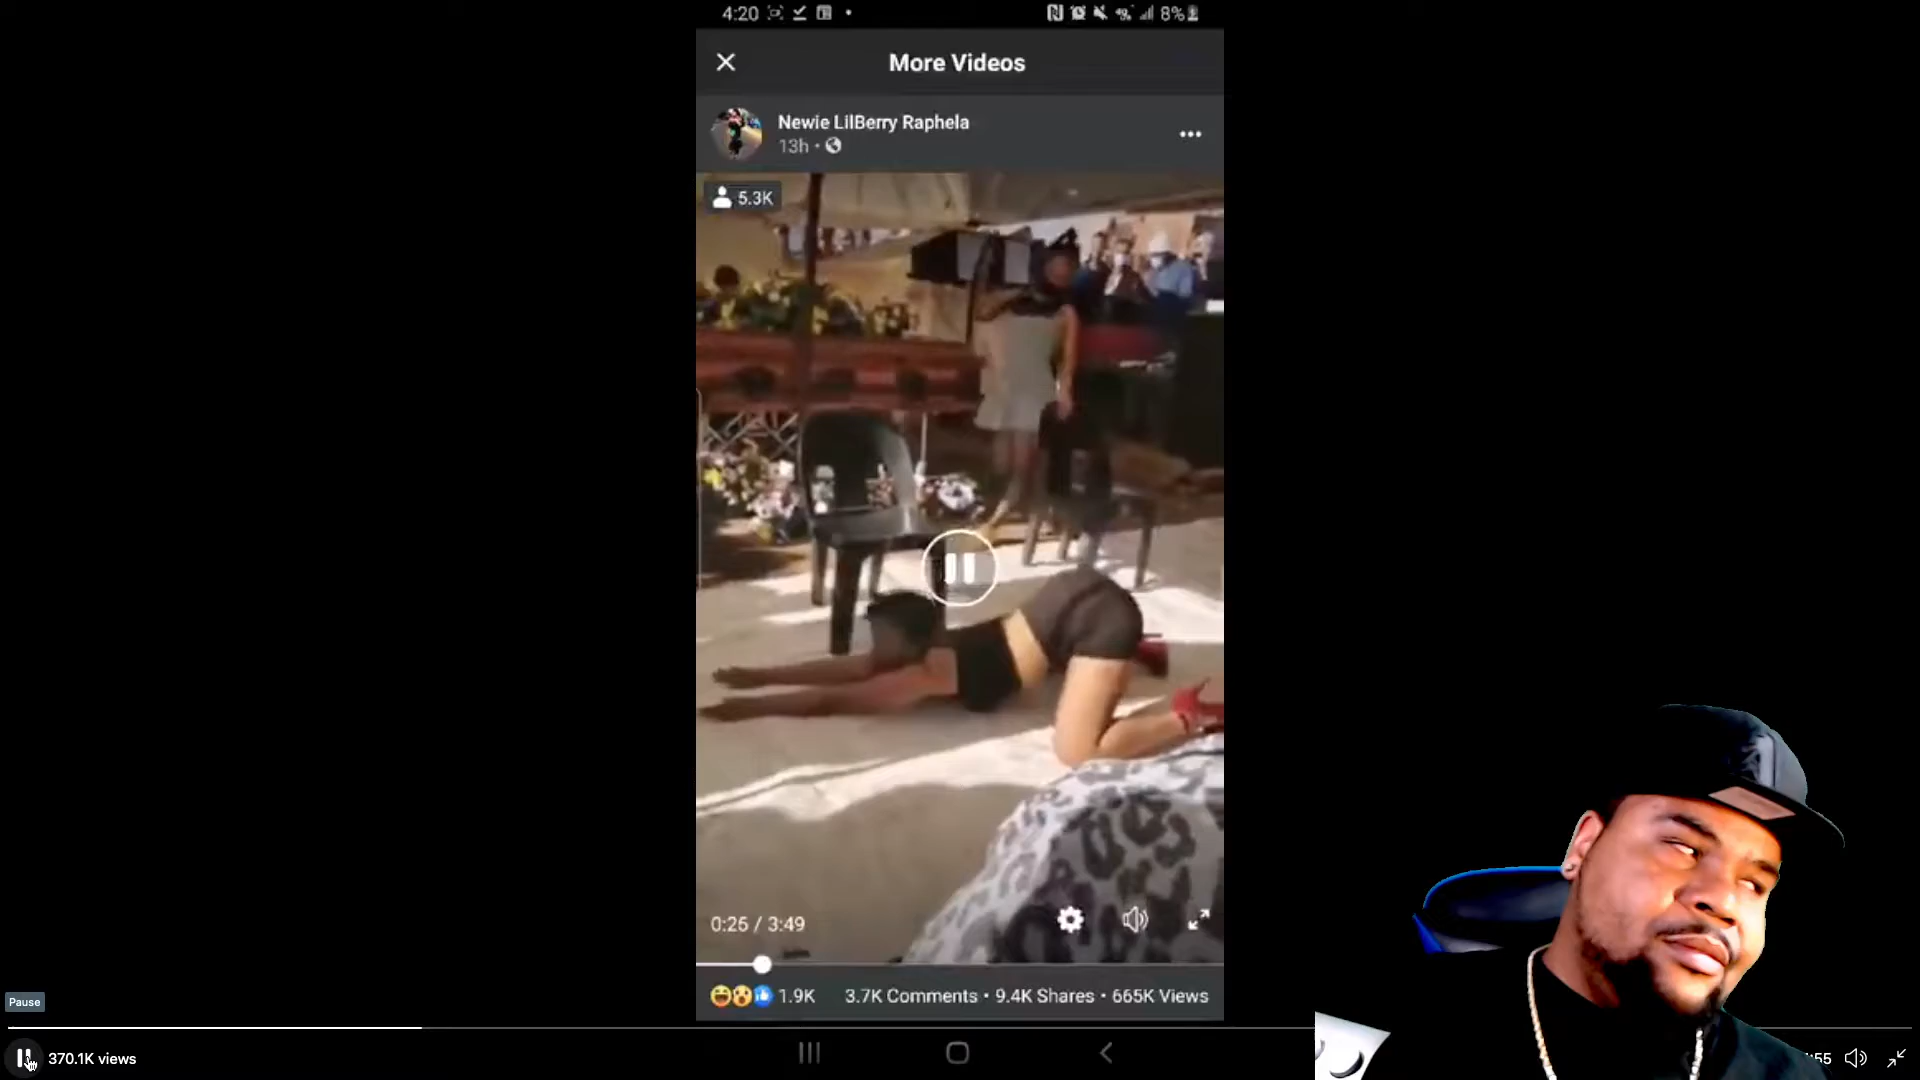 4:20
8%
More Videos
Newie LilBerry Raphela
13h
5.3K
0:25 / 3:49
1.9K 3.7K Comments • 9.4K Shares • 665K Views
Pause
370.1K views
:55